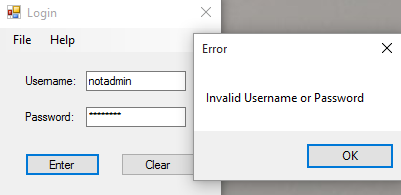 Login
File Help
Username: notadmin
Password: ********
Enter Clear
Error
Invalid Username or Password
OK